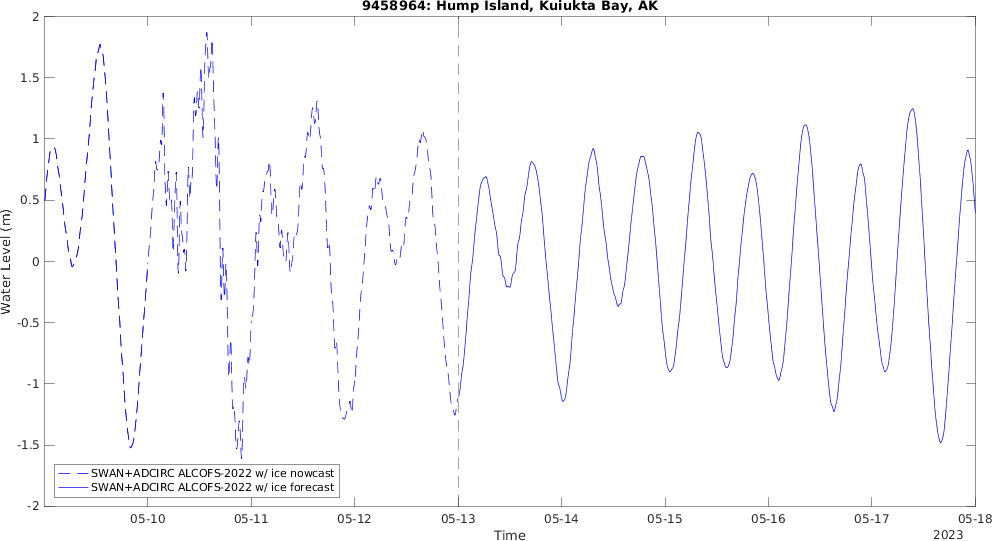 9458964: Hump Island, Kuiukta Bay, AK
2
1.5
1
0.5
0
-0.5
-1
-1.5
-2
Water Level (m)
SWAN+ADCIRC ALCOFS-2022 w/ ice nowcast
SWAN+ADCIRC ALCOFS-2022 w/ ice forecast
05-10 05-11 05-12 05-13 05-14 05-15 05-16 05-17 05-18
Time
2023